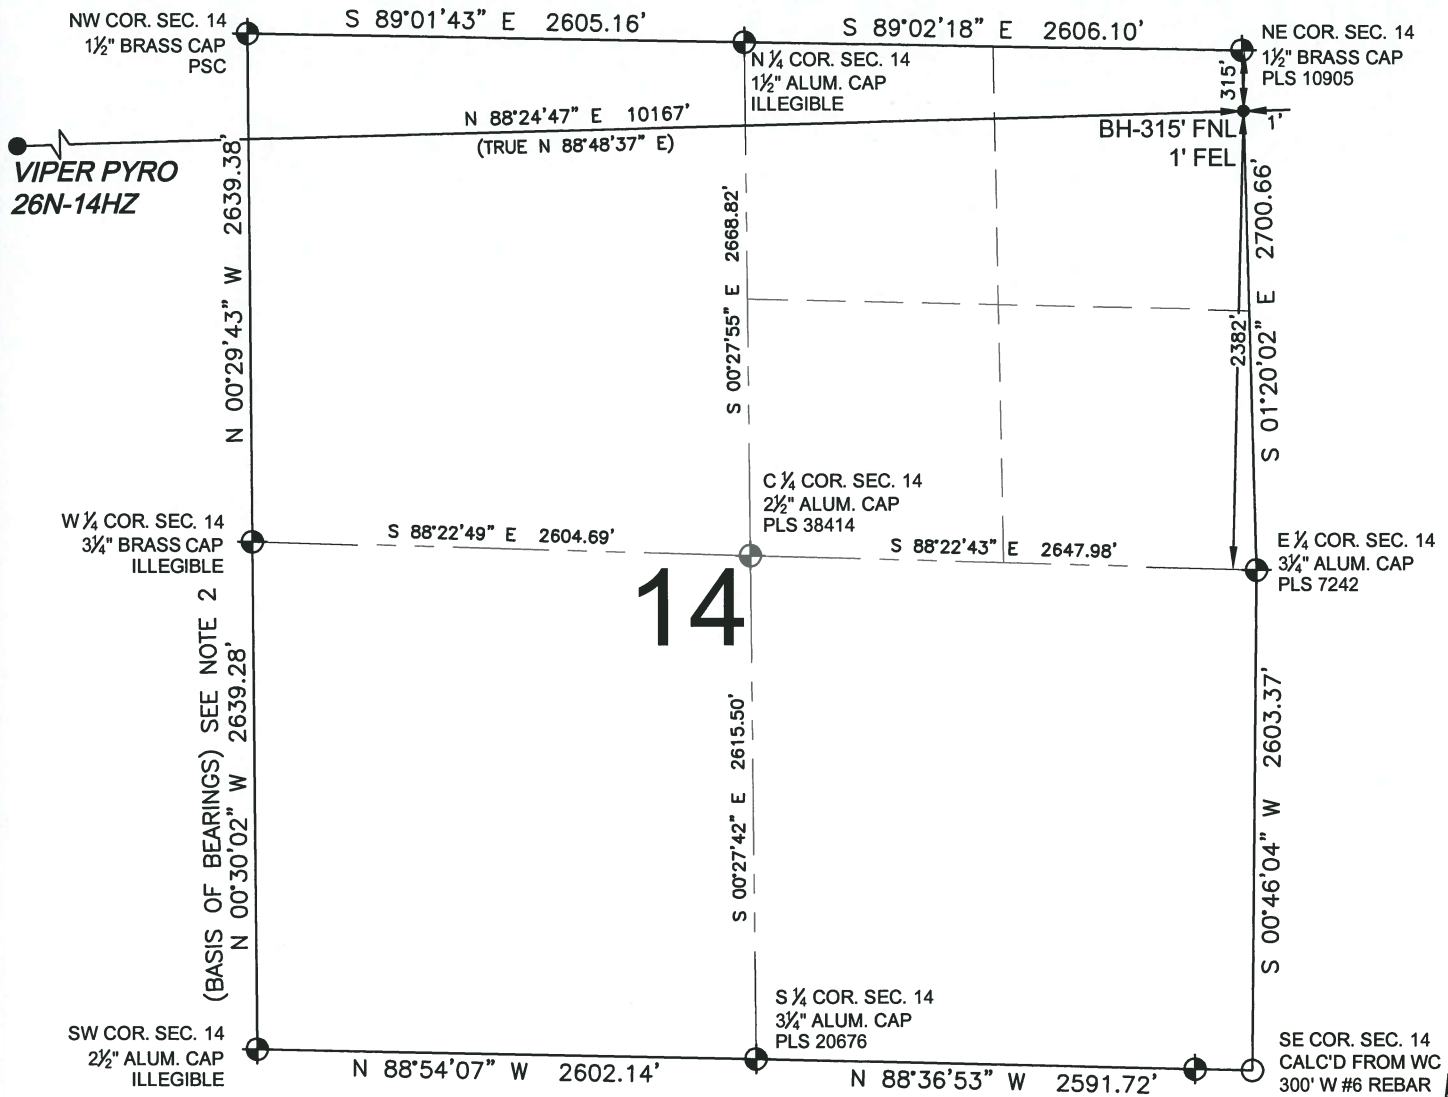 NW COR. SEC. 14
1½" BRASS CAP
PSC
S 89°01'43" E 2605.16'
S 89°02'18" E 2606.10'
NE COR. SEC. 14
1½" BRASS CAP
PLS 10905
N ¼ COR. SEC. 14
1½" ALUM. CAP
ILLEGIBLE
315'
N 88°24'47" E 10167'
(TRUE N 88°48'37" E)
BH-315' FNL
1' FEL
1'
VIPER PYRO
26N-14HZ
N 00°29'43" W 2639.38'
S 00°27'55" E 2668.82'
2382'
S 01°20'02" E 2700.66'
C ¼ COR. SEC. 14
2½" ALUM. CAP
PLS 38414
W ¼ COR. SEC. 14
3¼" BRASS CAP
ILLEGIBLE
S 88°22'49" E 2604.69'
S 88°22'43" E 2647.98'
E ¼ COR. SEC. 14
3¼" ALUM. CAP
PLS 7242
14
(BASIS OF BEARINGS) SEE NOTE 2
N 00°30'02" W 2639.28'
S 00°27'42" E 2615.50'
S 00°46'04" W 2603.37'
SW COR. SEC. 14
2½" ALUM. CAP
ILLEGIBLE
S ¼ COR. SEC. 14
3¼" ALUM. CAP
PLS 20676
SE COR. SEC. 14
CALC'D FROM WC
300' W #6 REBAR
N 88°54'07" W 2602.14'
N 88°36'53" W 2591.72'